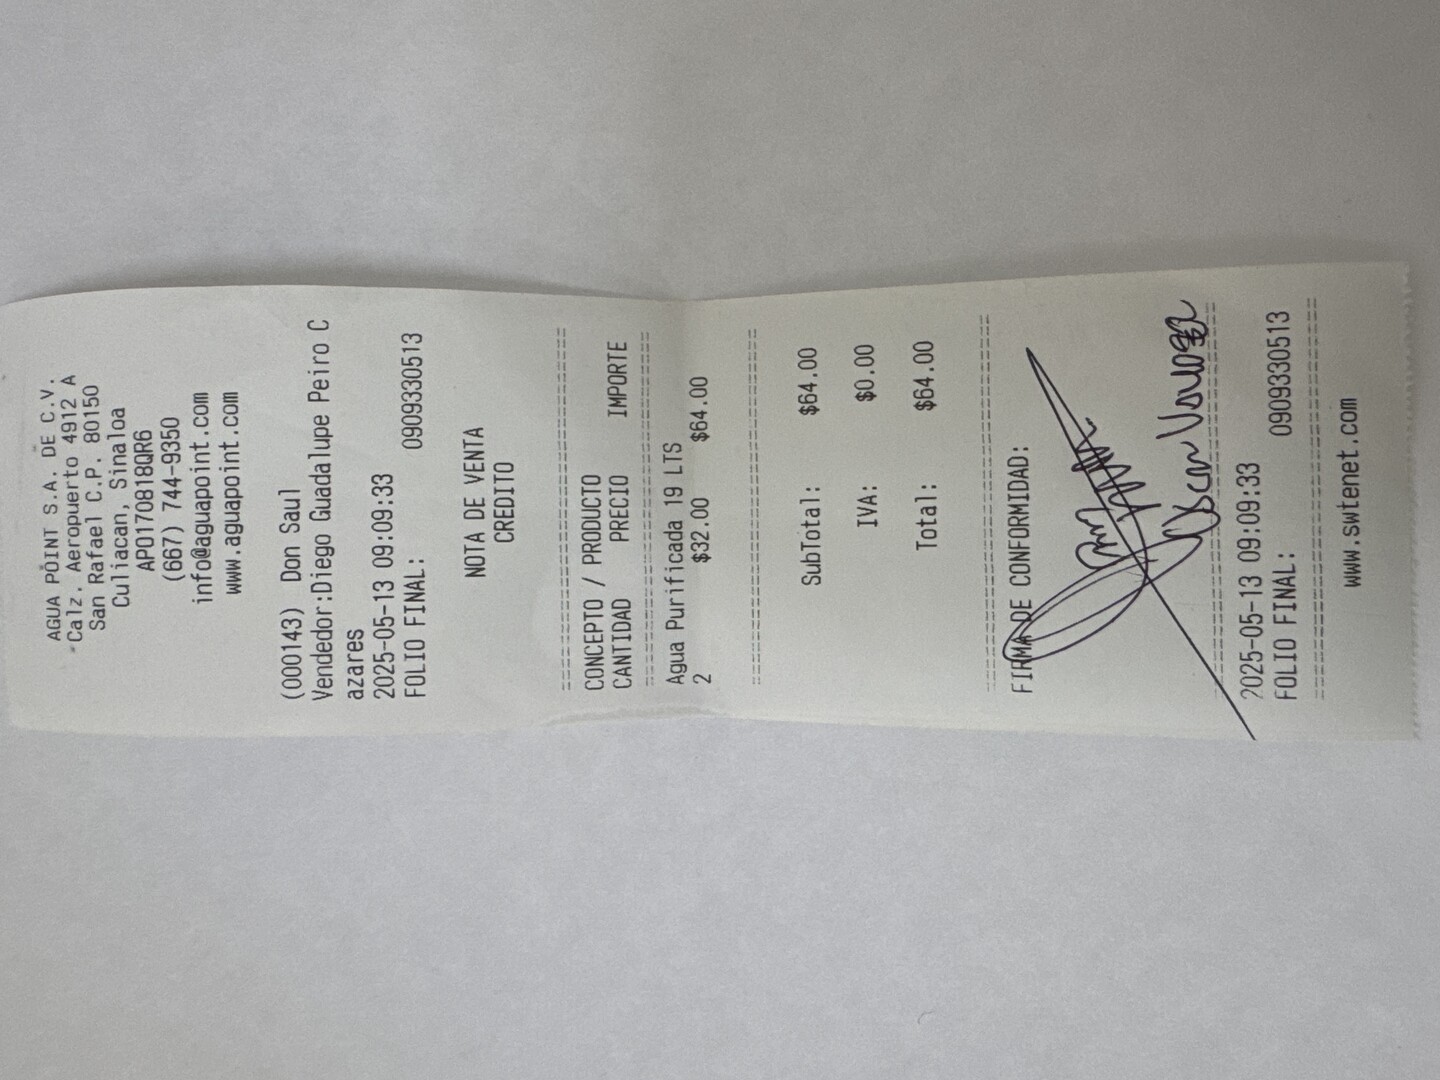 AGUA POINT S.A. DE C.V.
Calz. Aeropuerto 4912 A
San Rafael C.P. 80150
Culiacan, Sinaloa
APO170818QR6
(667) 744-9350
info@aguapoint.com
www.aguapoint.com
(000143) Don Saul
Vendedor:Diego Guadalupe Peiro C
azares
2025-05-13 09:09:33
FOLIO FINAL: 0909330513
NOTA DE VENTA
CREDITO
================================
CONCEPTO / PRODUCTO
CANTIDAD PRECIO IMPORTE
================================
Agua Purificada 19 LTS
2 $32.00 $64.00
================================
SubTotal: $64.00
IVA: $0.00
Total: $64.00
================================
FIRMA DE CONFORMIDAD:
Oscar
================================
2025-05-13 09:09:33
FOLIO FINAL: 0909330513
================================
www.swtenet.com